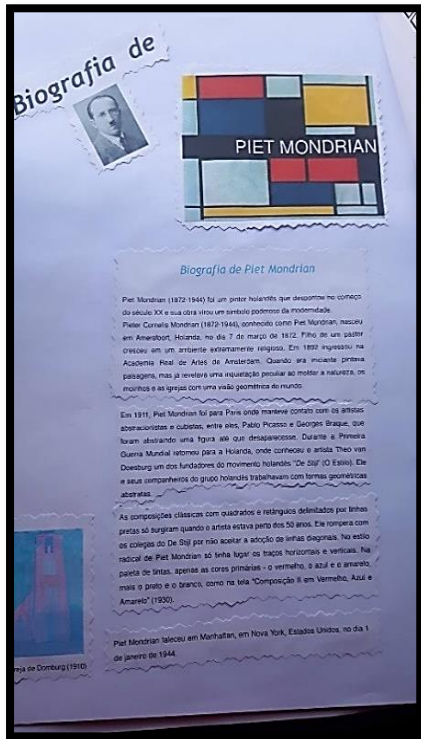 Biografia de
PIET MONDRIAN
Biografia de Piet Mondrian
Piet Mondrian (1872-1944) foi um pintor holandês que despontou no começo
do século XX e sua obra virou um símbolo poderoso da modernidade.
Pieter Cornelis Mondrian (1872-1944), conhecido como Piet Mondrian, nasceu
em Amersfoort, Holanda, no dia 7 de março de 1872. Filho de um pastor
cresceu em um ambiente extremamente religioso. Em 1892 ingressou na
Academia Real de Artes de Amsterdam. Quando era iniciante pintava
paisagens, mas já revelava uma inquietação peculiar ao moldar a natureza, os
moinhos e as igrejas com uma visão geométrica do mundo.
Em 1911, Piet Mondrian foi para Paris onde manteve contato com os artistas
abstracionistas e cubistas, entre eles, Pablo Picasso e Georges Braque, que
foram abstraindo uma figura até que desaparecesse. Durante a Primeira
Guerra Mundial retornou para a Holanda, onde conheceu o artista Theo van
Doesburg um dos fundadores do movimento holandês "De Stijl" (O Estilo). Ele
e seus companheiros do grupo holandês trabalhavam com formas geométricas
abstratas.
As composições clássicas com quadrados e retângulos delimitados por linhas
pretas só surgiram quando o artista estava perto dos 50 anos. Ele rompera com
os colegas do De Stijl por não aceitar a adoção de linhas diagonais. No estilo
radical de Piet Mondrian só tinha lugar os traços horizontais e verticais. Na
paleta de tintas, apenas as cores primárias - o vermelho, o azul e o amarelo,
mais o preto e o branco, como na tela "Composição II em Vermelho, Azul e
Amarelo" (1930).
reja de Domburg (1910)
Piet Mondrian faleceu em Manhattan, em Nova York, Estados Unidos, no dia 1
de janeiro de 1944.